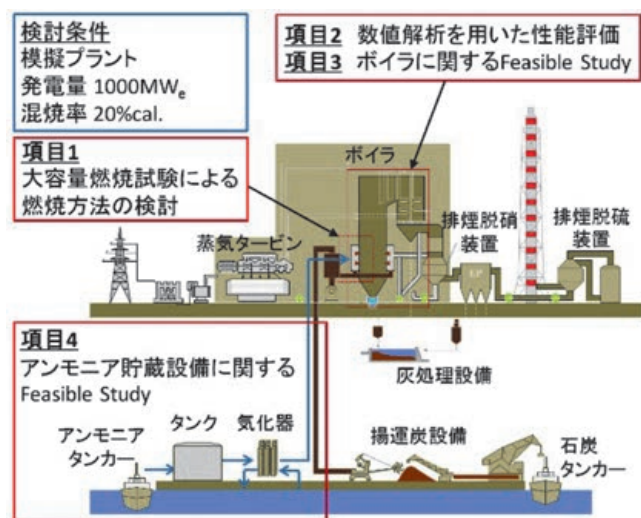 検討条件
模擬プラント
発電量 1000MWe
混焼率 20%cal.
項目2 数値解析を用いた性能評価
項目3 ボイラに関するFeasible Study
項目1
大容量燃焼試験による
燃焼方法の検討
ボイラ
蒸気タービン
排煙脱硝
装置
排煙脱硫
装置
EP
灰処理設備
項目4
アンモニア貯蔵設備に関する
Feasible Study
アンモニア
タンカー
タンク
気化器
揚運炭設備
石炭
タンカー